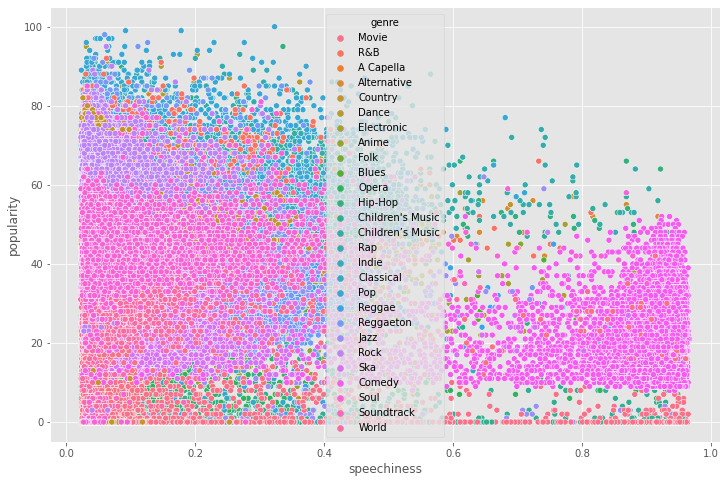 genre
Movie
R&B
A Capella
Alternative
Country
Dance
Electronic
Anime
Folk
Blues
Opera
Hip-Hop
Children's Music
Children’s Music
Rap
Indie
Classical
Pop
Reggae
Reggaeton
Jazz
Rock
Ska
Comedy
Soul
Soundtrack
World
popularity
100
80
60
40
20
0
0.0 0.2 0.4 0.6 0.8 1.0
speechiness